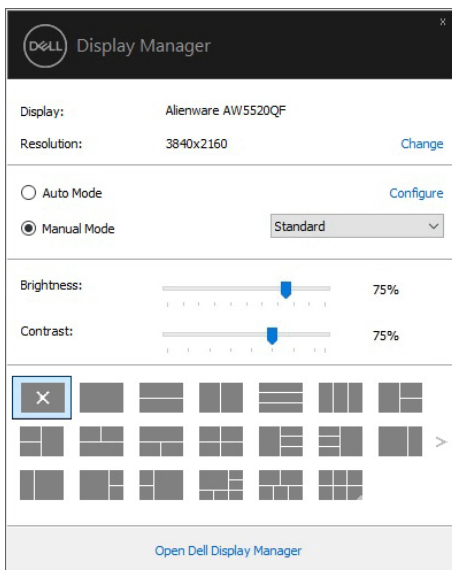 x
DELL Display Manager
Display: Alienware AW5520QF
Resolution: 3840x2160 Change
Auto Mode Configure
Manual Mode Standard
Brightness: 75%
Contrast: 75%
Open Dell Display Manager